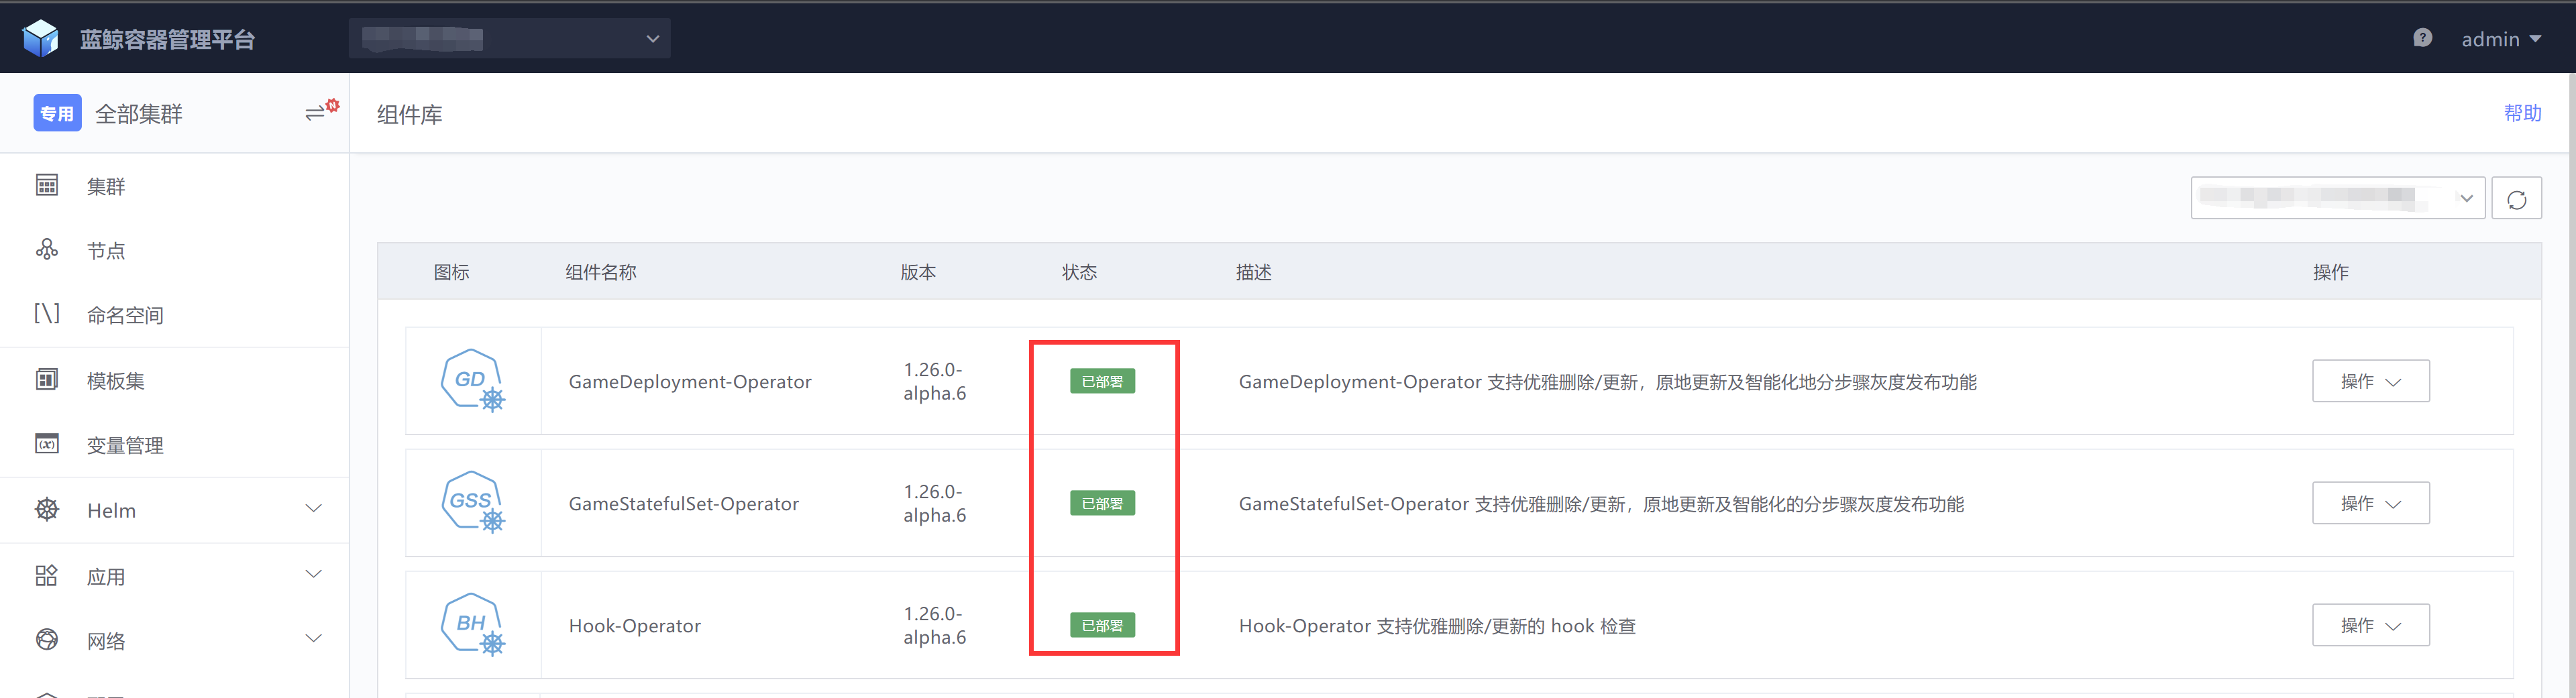 蓝鲸容器管理平台
? admin
专用 全部集群
N
组件库
帮助
集群
节点
[\] 命名空间
模板集
(x) 变量管理
Helm
应用
网络
图标 组件名称 版本 状态 描述 操作
GD GameDeployment-Operator 1.26.0-
alpha.6 已部署 GameDeployment-Operator 支持优雅删除/更新，原地更新及智能化地分步骤灰度发布功能 操作
GSS GameStatefulSet-Operator 1.26.0-
alpha.6 已部署 GameStatefulSet-Operator 支持优雅删除/更新，原地更新及智能化的分步骤灰度发布功能 操作
BH Hook-Operator 1.26.0-
alpha.6 已部署 Hook-Operator 支持优雅删除/更新的 hook 检查 操作